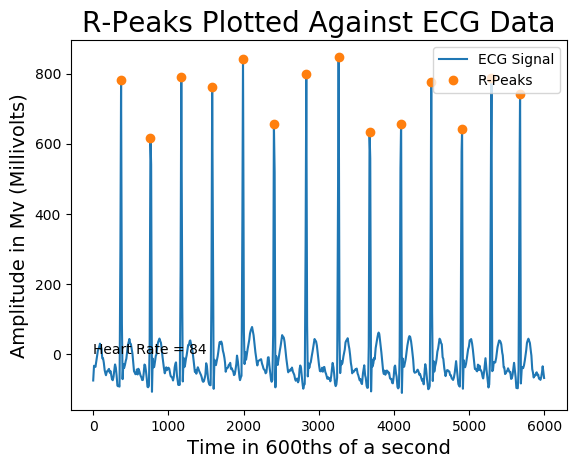 R-Peaks Plotted Against ECG Data
ECG Signal
R-Peaks
800
600
400
200
0
Heart Rate = 84
Amplitude in Mv (Millivolts)
0 1000 2000 3000 4000 5000 6000
Time in 600ths of a second